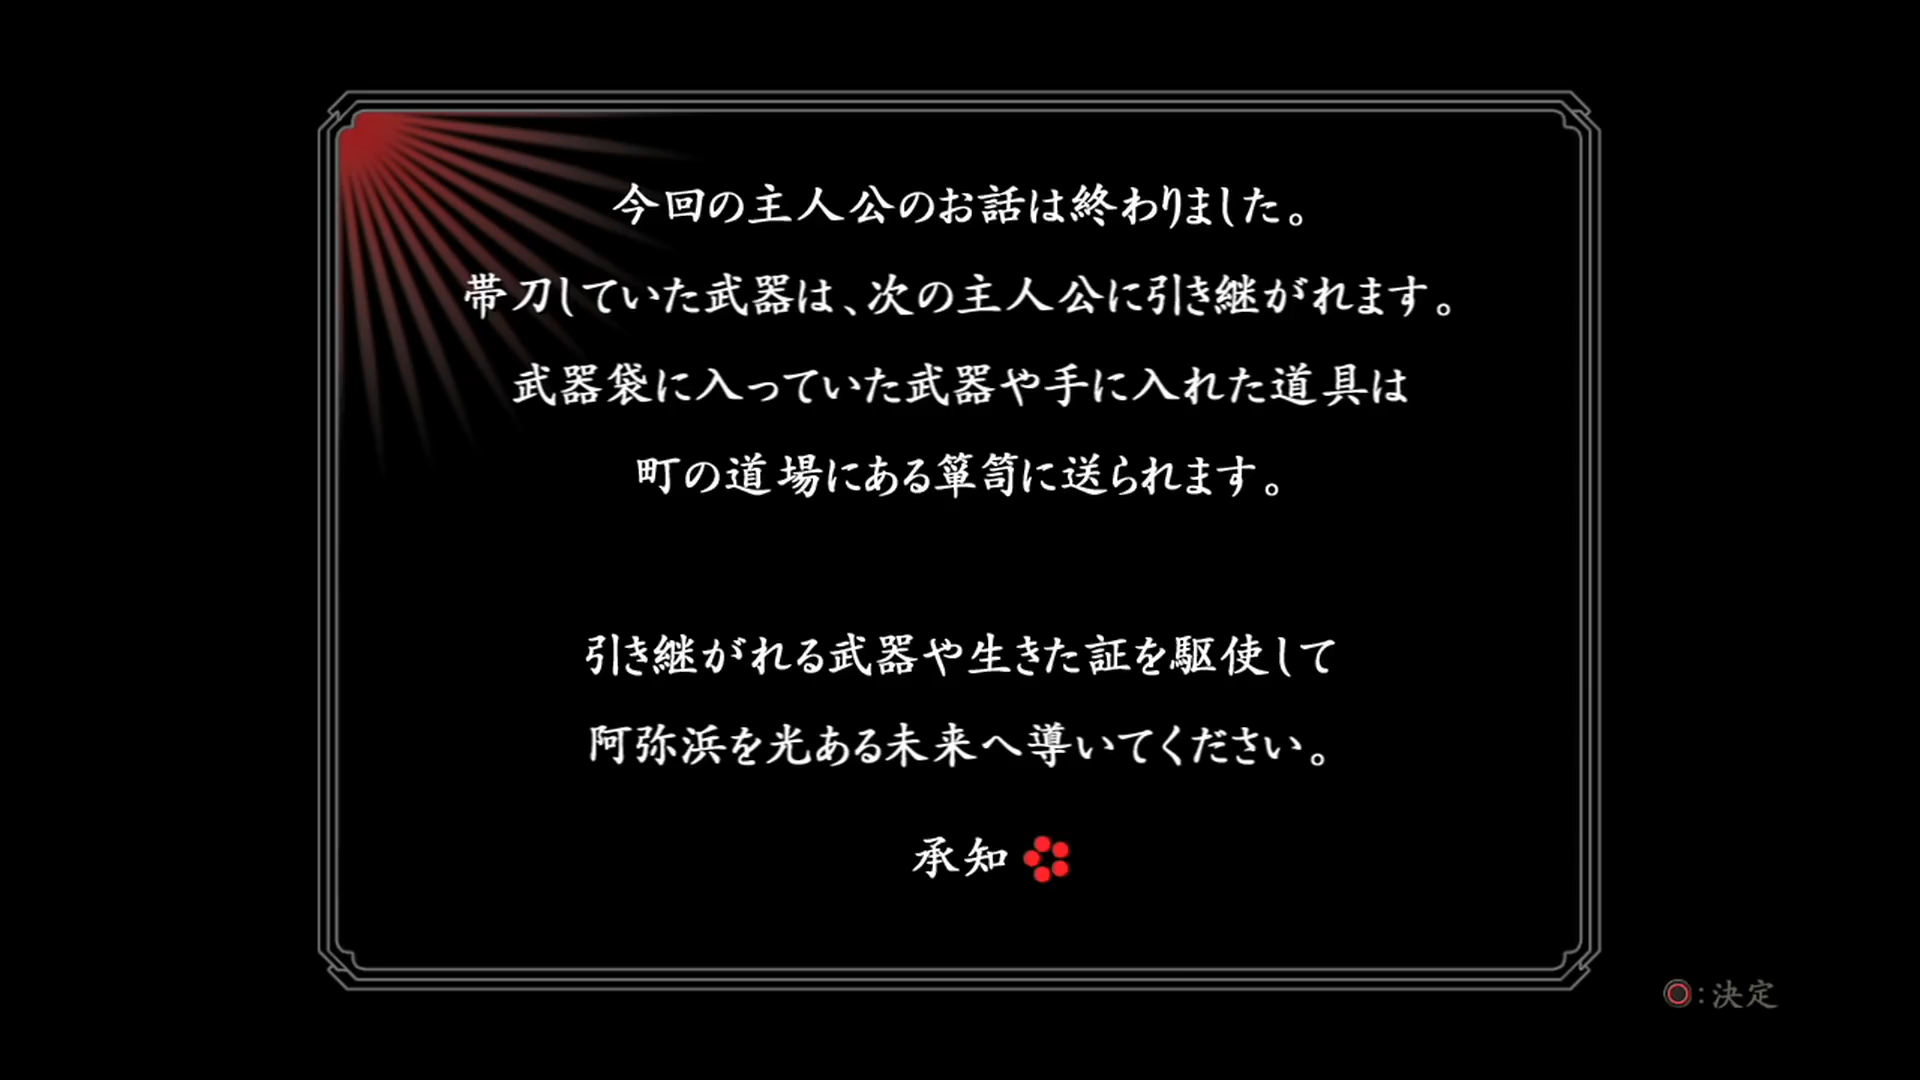 今回の主人公のお話は終わりました。
帯刀していた武器は、次の主人公に引き継がれます。
武器袋に入っていた武器や手に入れた道具は
町の道場にある箪笥に送られます。
引き継がれる武器や生きた証を駆使して
阿弥浜を光ある未来へ導いてください。
承知
◎:決定